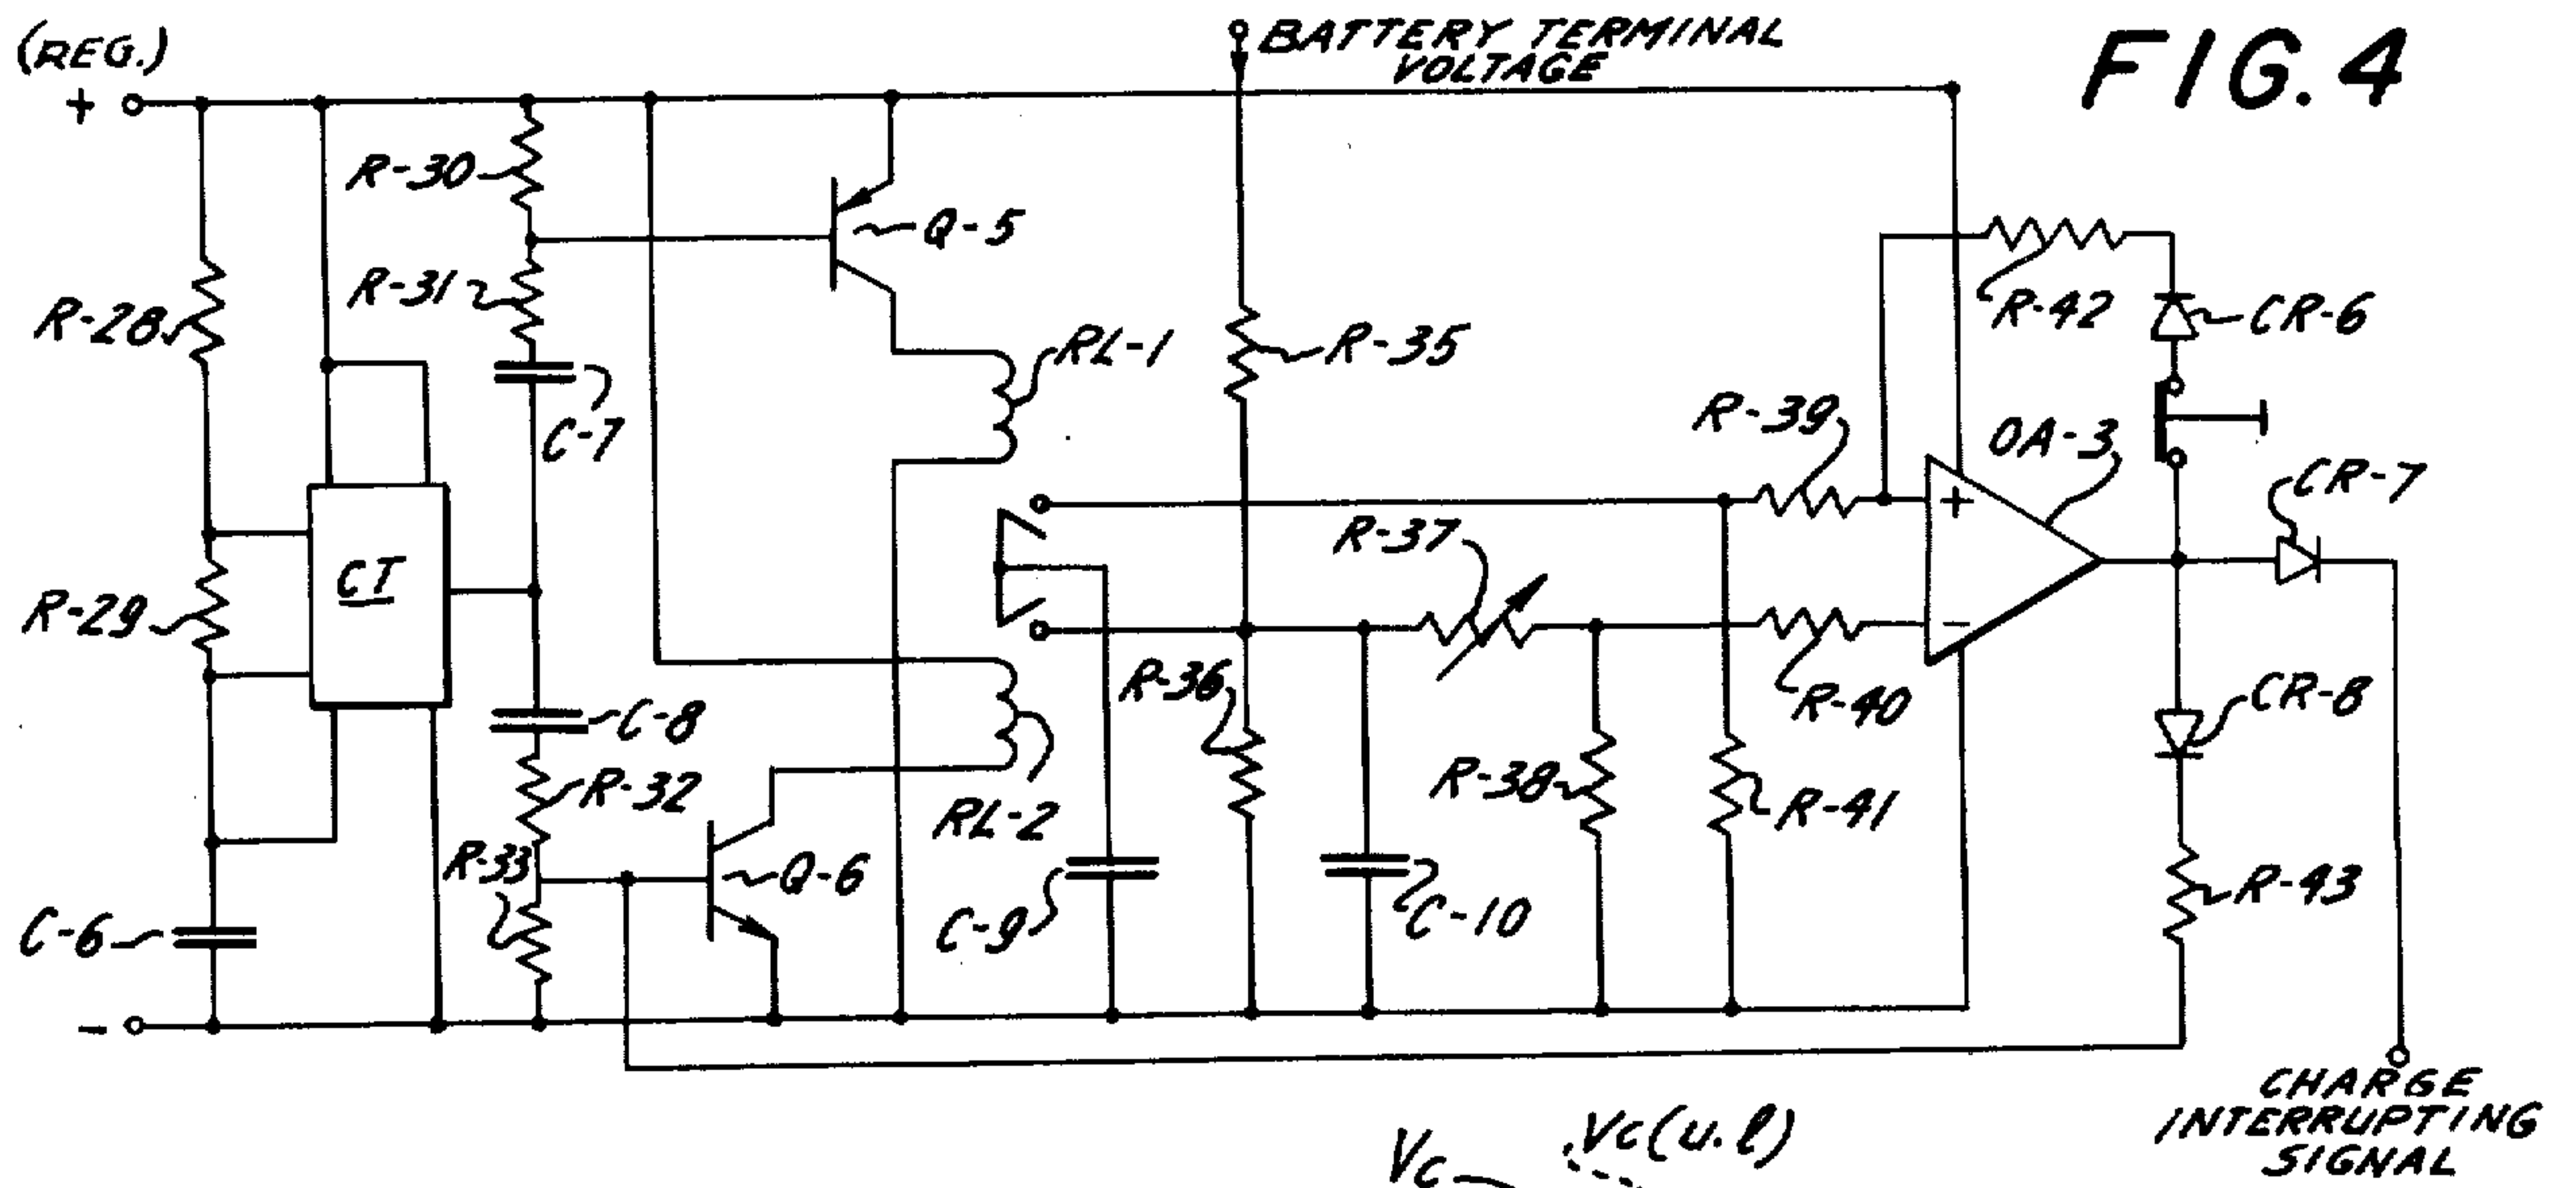 (REG.)
+
BATTERY TERMINAL
VOLTAGE
FIG. 4
R-30
Q-5
R-31
R-28
C-7
RL-1
R-35
R-42
CR-6
R-39
OA-3
CR-7
R-37
+
CT
R-29
-
R-36
R-40
CR-8
C-8
R-32
RL-2
R-38
R-41
R-33
Q-6
C-9
C-10
R-43
C-6
-
CHARGE
INTERRUPTING
SIGNAL
Vc
Vc(u.l)